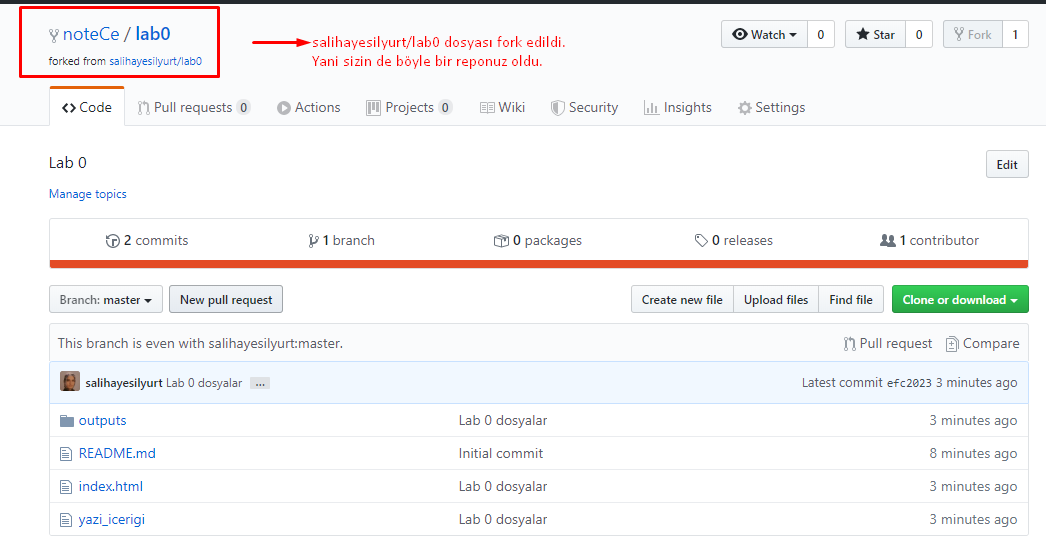 noteCe / lab0
forked from salihayesilyurt/lab0
salihayesilyurt/lab0 dosyası fork edildi.
Yani sizin de böyle bir reponuz oldu.
Watch 0 Star 0 Fork 1
Code Pull requests 0 Actions Projects 0 Wiki Security Insights Settings
Lab 0
Edit
Manage topics
2 commits 1 branch 0 packages 0 releases 1 contributor
Branch: master New pull request Create new file Upload files Find file Clone or download
This branch is even with salihayesilyurt:master. Pull request Compare
salihayesilyurt Lab 0 dosyalar ... Latest commit efc2023 3 minutes ago
outputs Lab 0 dosyalar 3 minutes ago
README.md Initial commit 8 minutes ago
index.html Lab 0 dosyalar 3 minutes ago
yazi_icerigi Lab 0 dosyalar 3 minutes ago